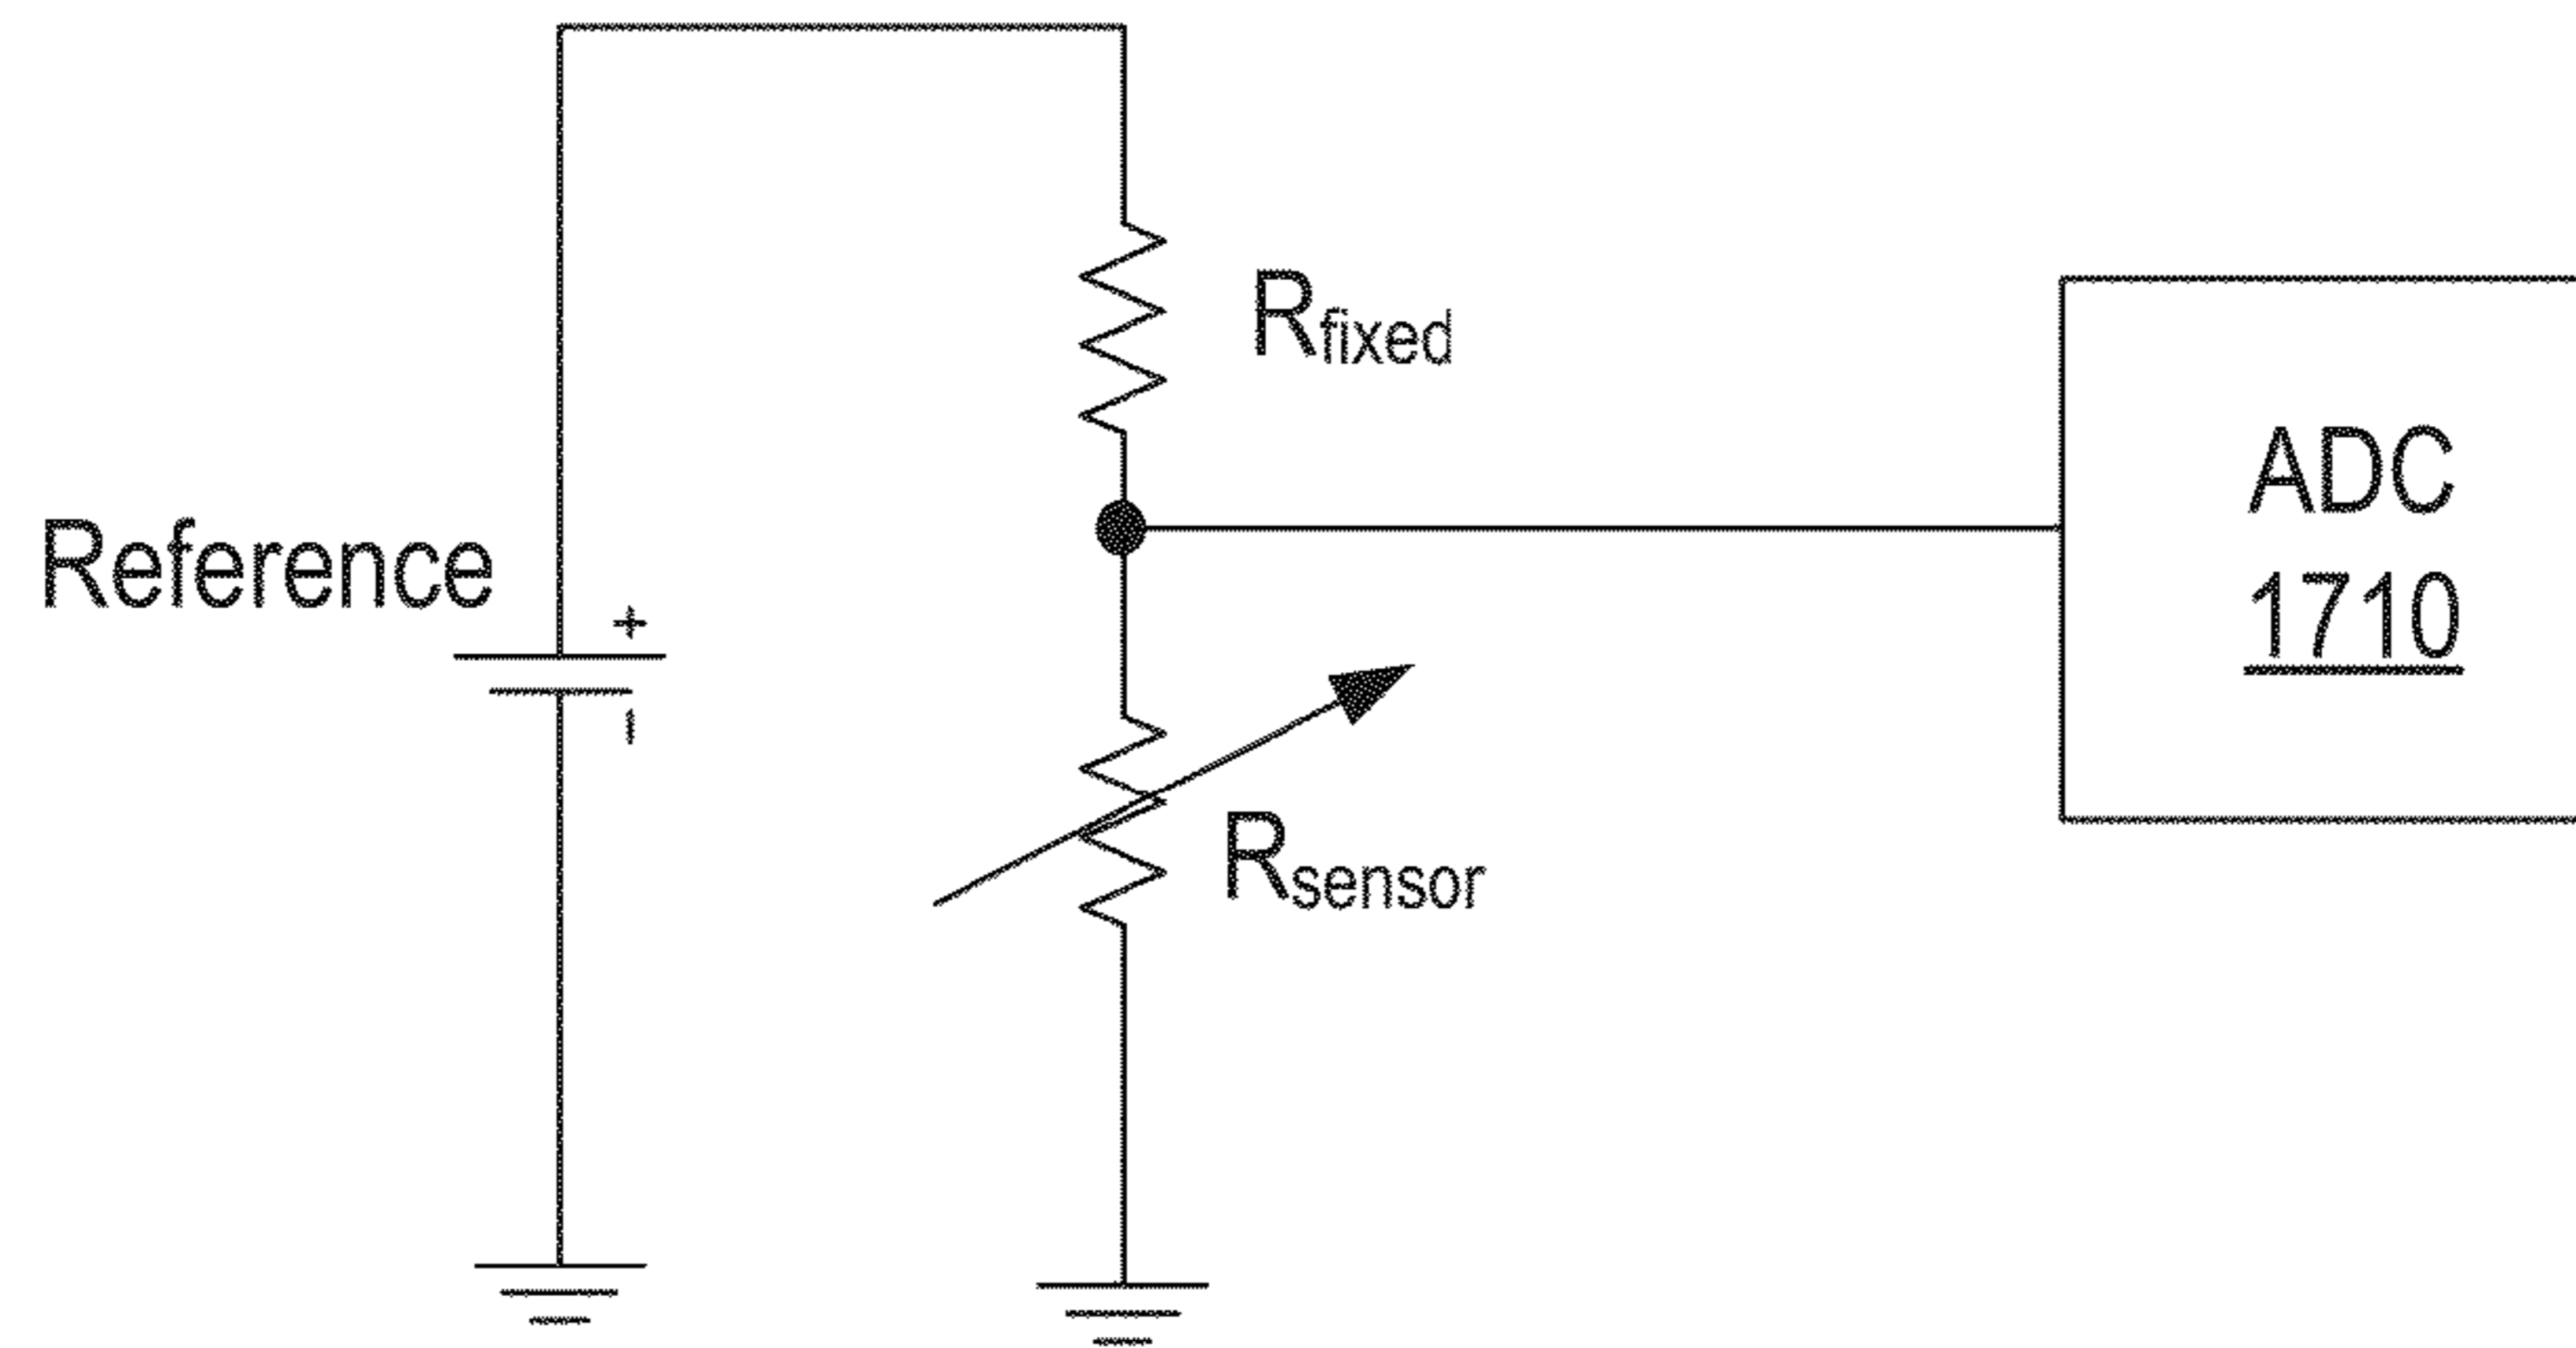 Rfixed
ADC
1710
Reference
+
-
Rsensor